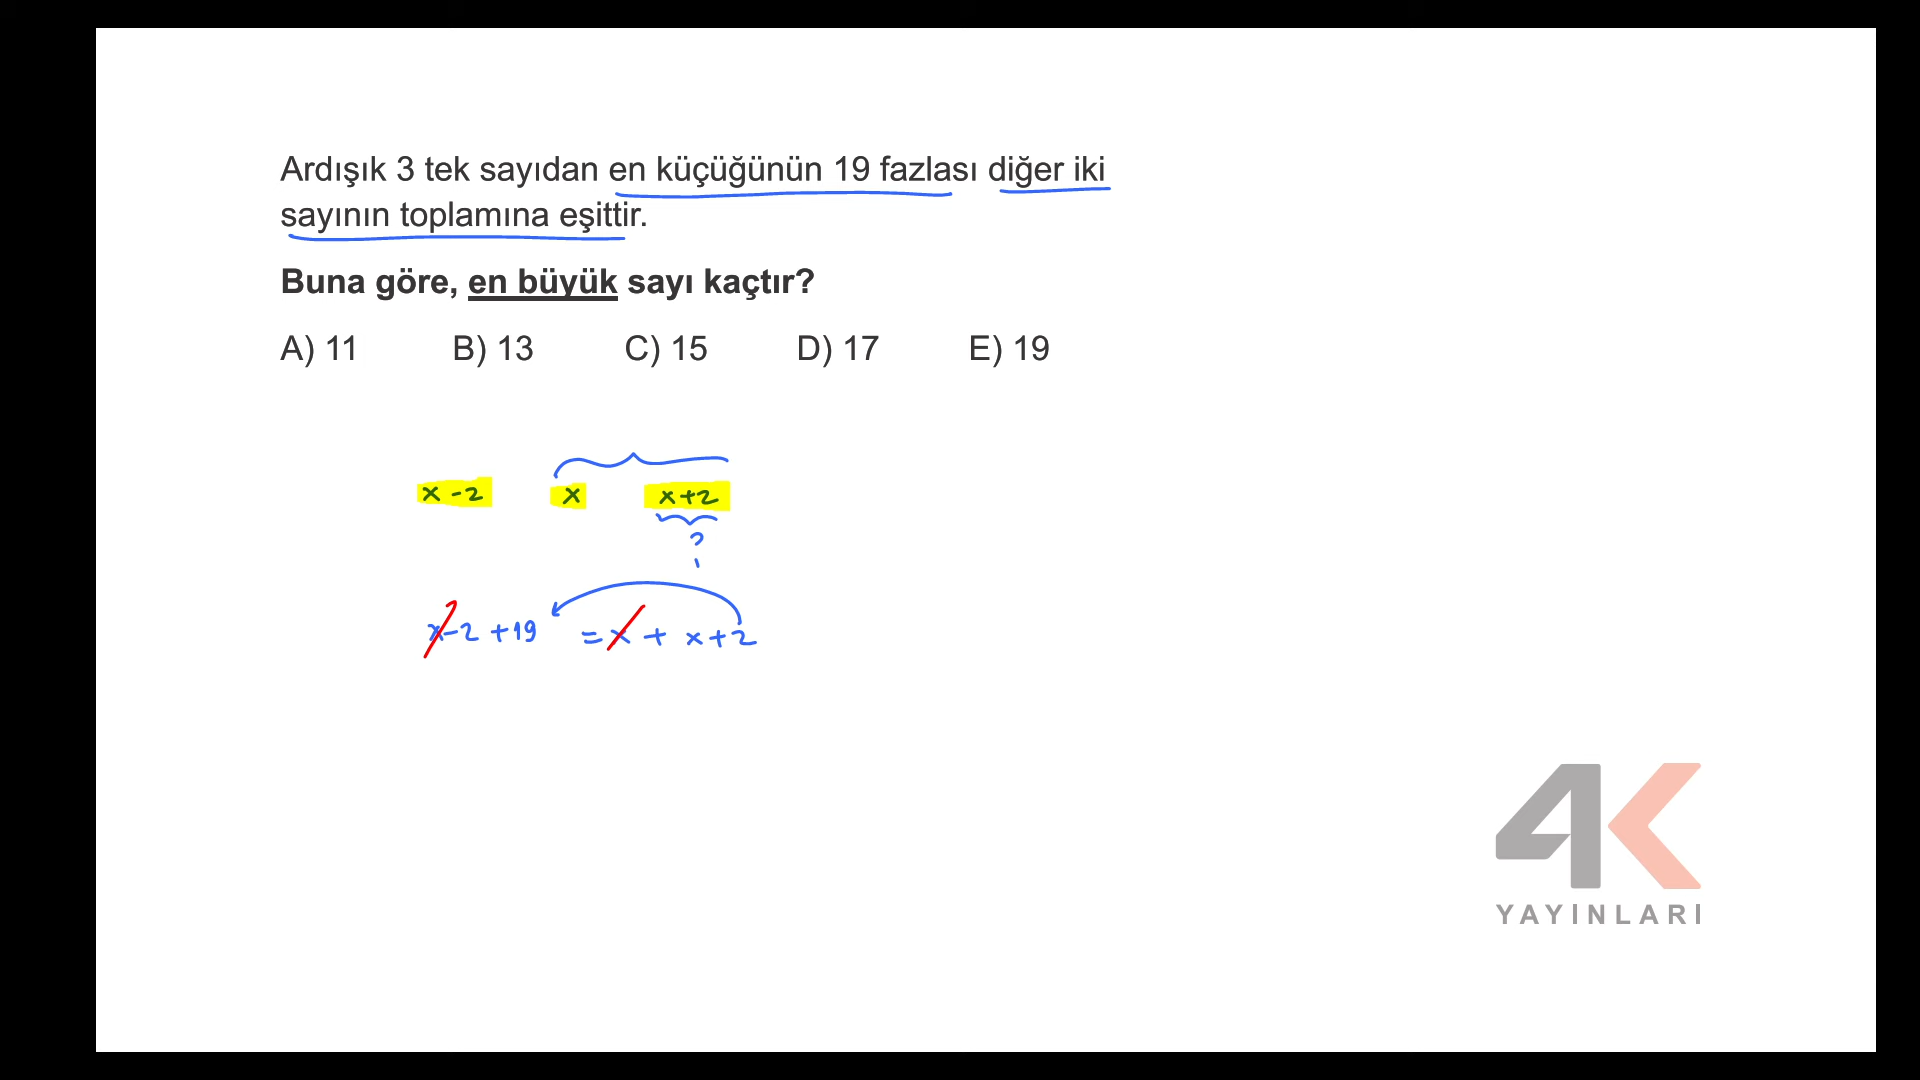 Ardışık 3 tek sayıdan en küçüğünün 19 fazlası diğer iki
sayının toplamına eşittir.
Buna göre, en büyük sayı kaçtır?
A) 11 B) 13 C) 15 D) 17 E) 19
x-2 x x+2
?
x-2+19 = x + x+2
4K
YAYINLARI